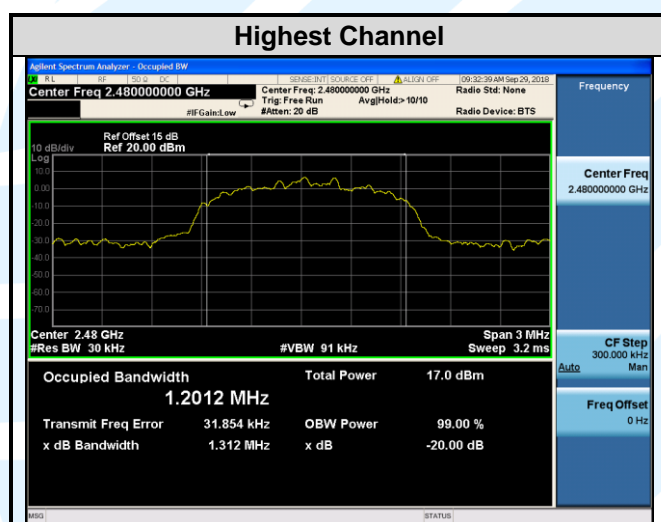 Highest Channel
Agilent Spectrum Analyzer - Occupied BW
RL RF 50 Ω DC SENSE:INT SOURCE OFF ALIGN OFF 09:32:39 AM Sep 29, 2018
Center Freq 2.480000000 GHz
Center Freq: 2.480000000 GHz
Radio Std: None
Trig: Free Run Avg|Hold:>10/10
#IFGain:Low
#Atten: 20 dB
Radio Device: BTS
Ref Offset 15 dB
10 dB/div Ref 20.00 dBm
Log
10.0
0.00
-10.0
-20.0
-30.0
-40.0
-50.0
-60.0
-70.0
Center 2.48 GHz Span 3 MHz
#Res BW 30 kHz #VBW 91 kHz Sweep 3.2 ms
Occupied Bandwidth Total Power 17.0 dBm
1.2012 MHz
Transmit Freq Error 31.854 kHz OBW Power 99.00 %
x dB Bandwidth 1.312 MHz x dB -20.00 dB
MSG STATUS
Frequency
Center Freq
2.480000000 GHz
CF Step
300.000 kHz
Auto Man
Freq Offset
0 Hz